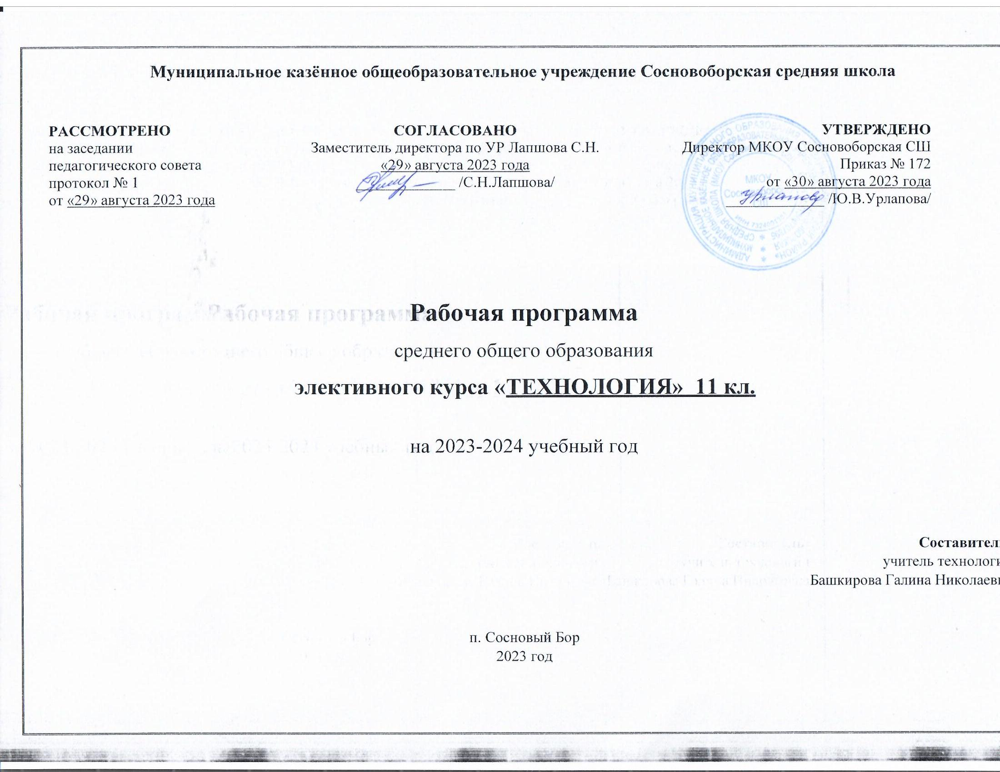 Муниципальное казённое общеобразовательное учреждение Сосновоборская средняя школа
РАССМОТРЕНО
на заседании
педагогического совета
протокол № 1
от «29» августа 2023 года
СОГЛАСОВАНО
Заместитель директора по УР Лапшова С.Н.
«29» августа 2023 года
/С.Н.Лапшова/
УТВЕРЖДЕНО
Директор МКОУ Сосновоборская СШ
Приказ № 172
от «30» августа 2023 года
/Ю.В.Урлапова/
МКОУ
Рабочая программа
среднего общего образования
элективного курса «ТЕХНОЛОГИЯ» 11 кл.
на 2023-2024 учебный год
Составитель
учитель технологи
Башкирова Галина Николаев
п. Сосновый Бор
2023 год